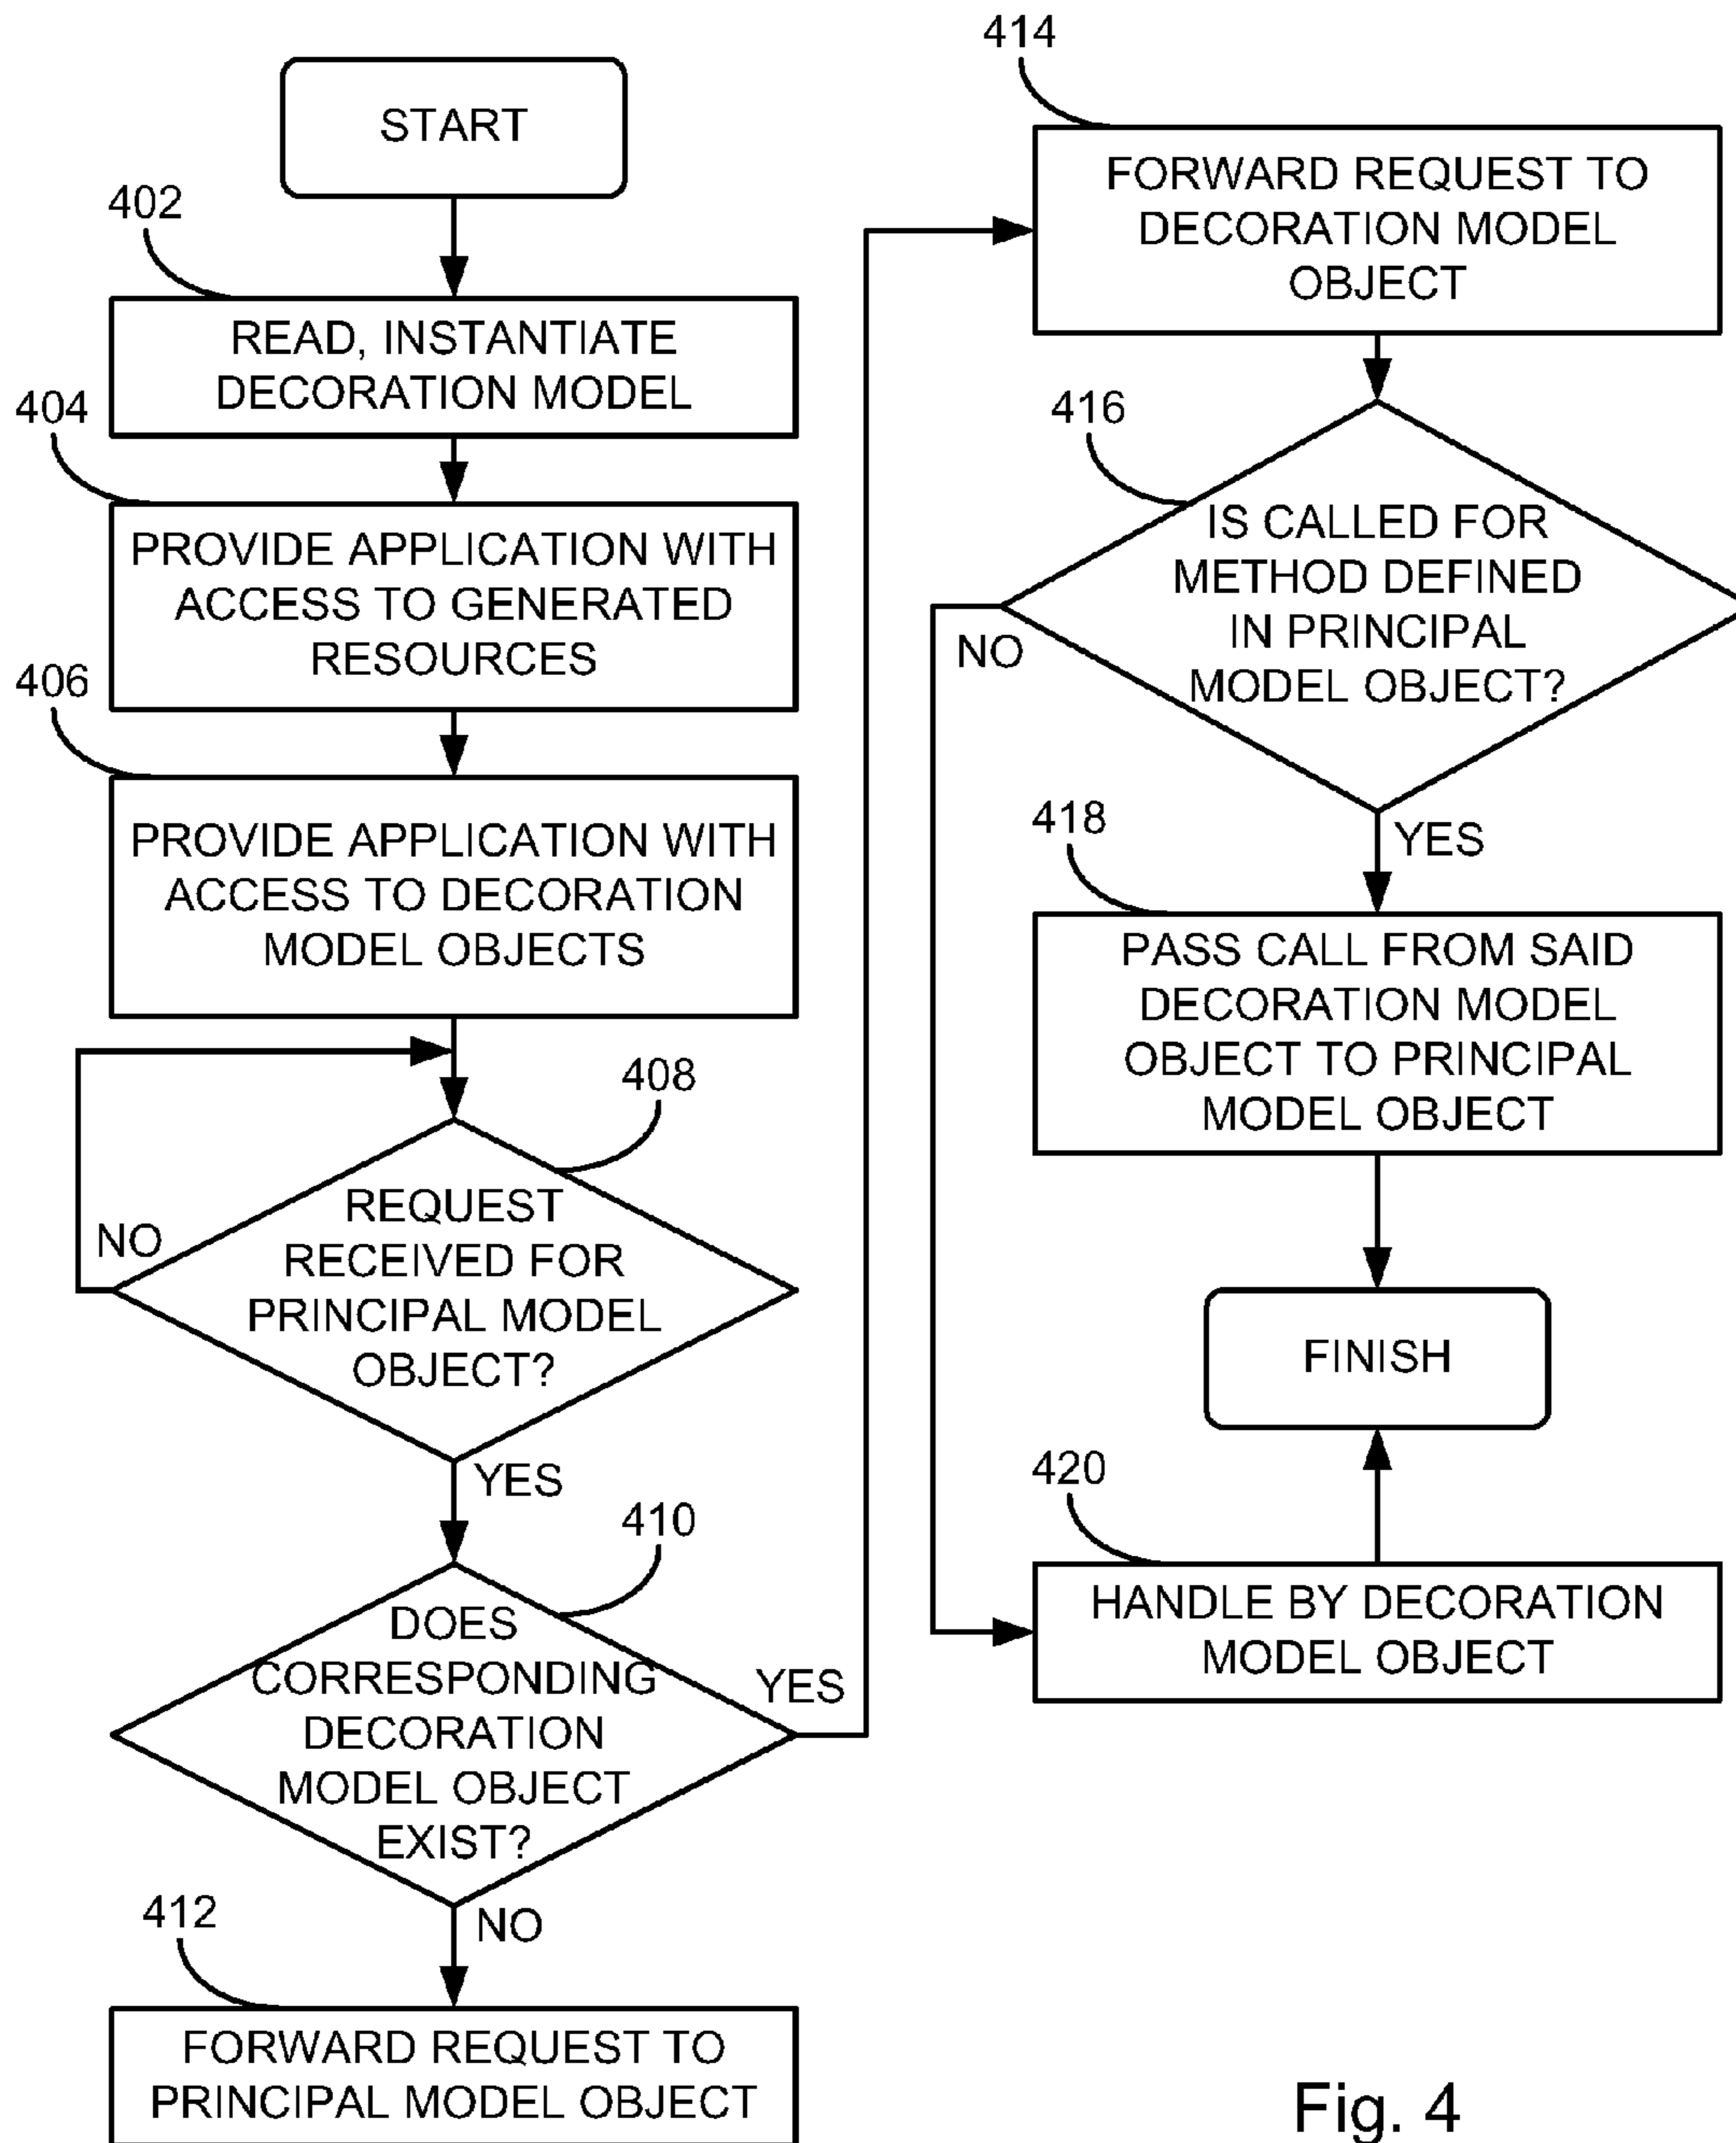 START
402
READ, INSTANTIATE
DECORATION MODEL
404
PROVIDE APPLICATION WITH
ACCESS TO GENERATED
RESOURCES
406
PROVIDE APPLICATION WITH
ACCESS TO DECORATION
MODEL OBJECTS
408
REQUEST
RECEIVED FOR
PRINCIPAL MODEL
OBJECT?
NO
YES
410
DOES
CORRESPONDING
DECORATION
MODEL OBJECT
EXIST?
YES
NO
412
FORWARD REQUEST TO
PRINCIPAL MODEL OBJECT
414
FORWARD REQUEST TO
DECORATION MODEL
OBJECT
416
IS CALLED FOR
METHOD DEFINED
IN PRINCIPAL
MODEL OBJECT?
NO
YES
418
PASS CALL FROM SAID
DECORATION MODEL
OBJECT TO PRINCIPAL
MODEL OBJECT
FINISH
420
HANDLE BY DECORATION
MODEL OBJECT
Fig. 4